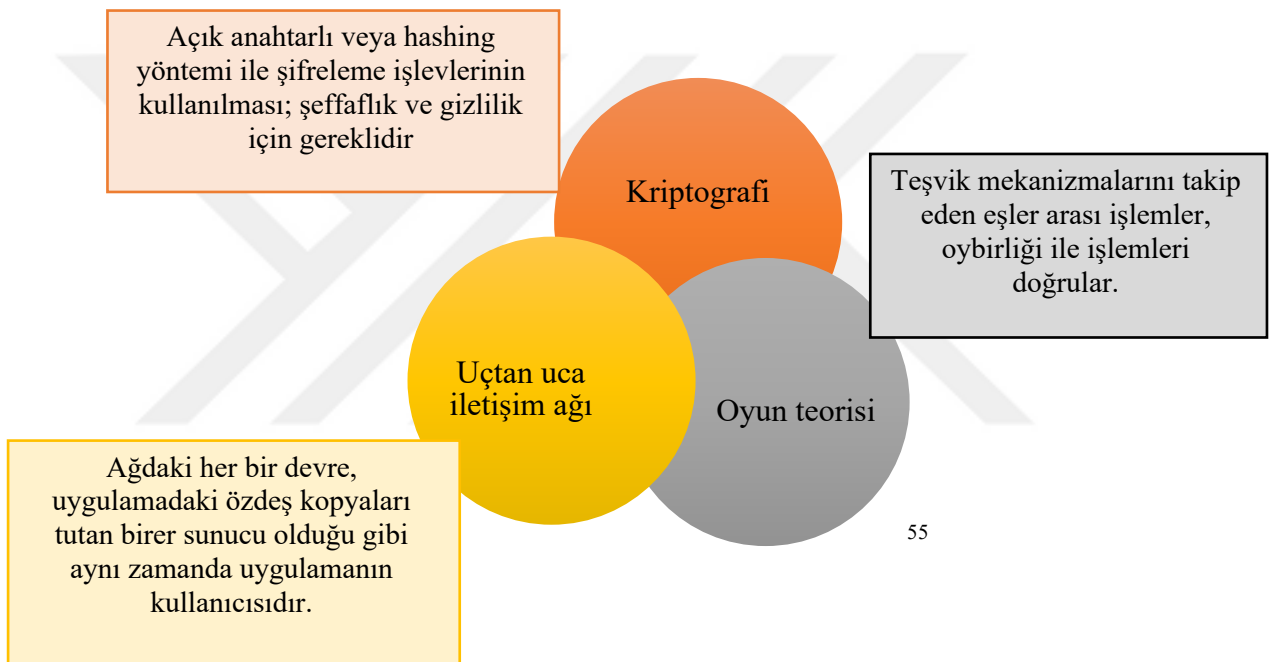 Açık anahtarlı veya hashing
yöntemi ile şifreleme işlevlerinin
kullanılması; şeffaflık ve gizlilik
için gereklidir
Kriptografi
Teşvik mekanizmalarını takip
eden eşler arası işlemler,
oybirliği ile işlemleri
doğrular.
Uçtan uca
iletişim ağı
Oyun teorisi
Ağdaki her bir devre,
uygulamadaki özdeş kopyaları
tutan birer sunucu olduğu gibi
aynı zamanda uygulamanın
kullanıcısıdır.
55